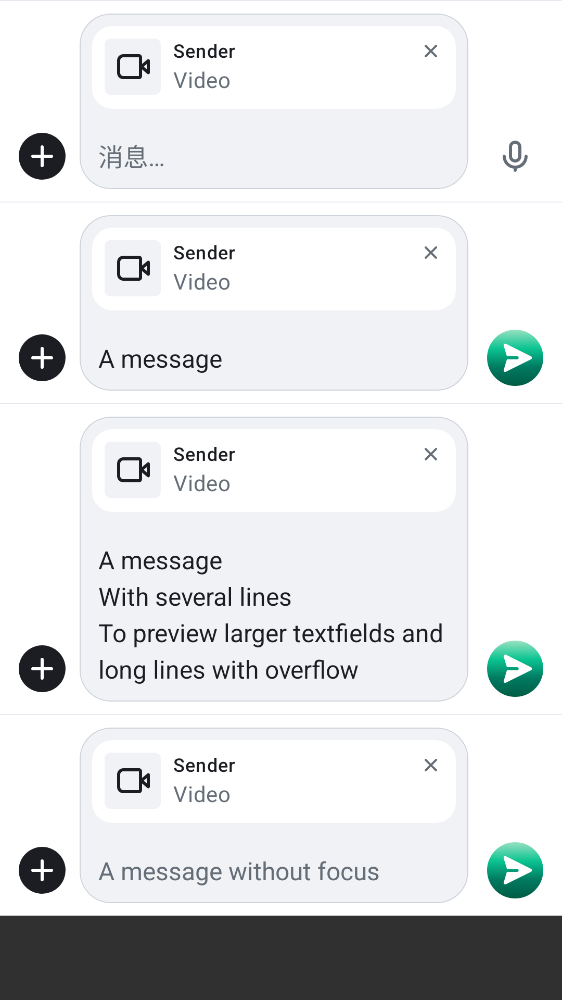 Sender
Video
消息…
Sender
Video
A message
Sender
Video
A message
With several lines
To preview larger textfields and
long lines with overflow
Sender
Video
A message without focus